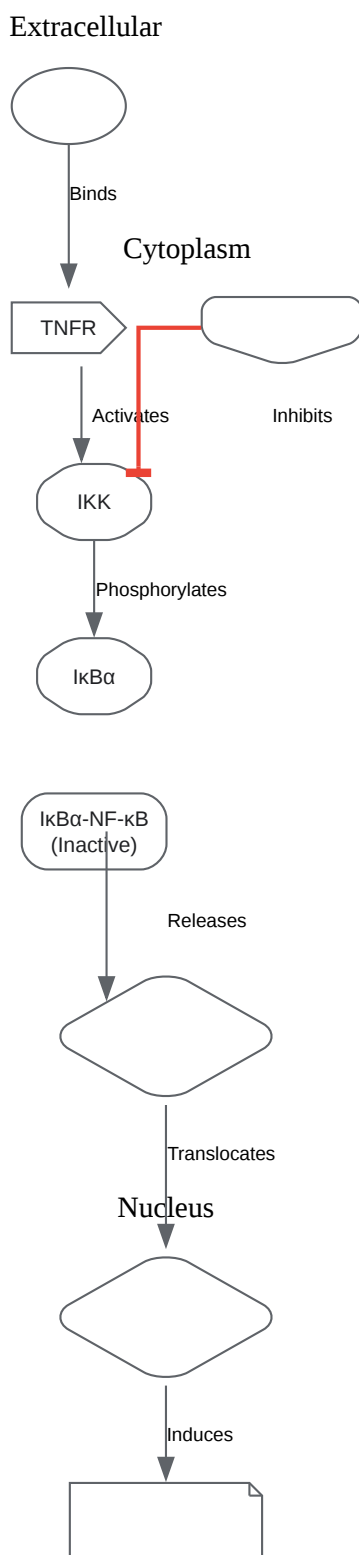 Extracellular
Binds
Cytoplasm
TNFR
Activates
Inhibits
IKK
Phosphorylates
IκBα
IκBα-NF-κB
(Inactive)
Releases
Translocates
Nucleus
Induces